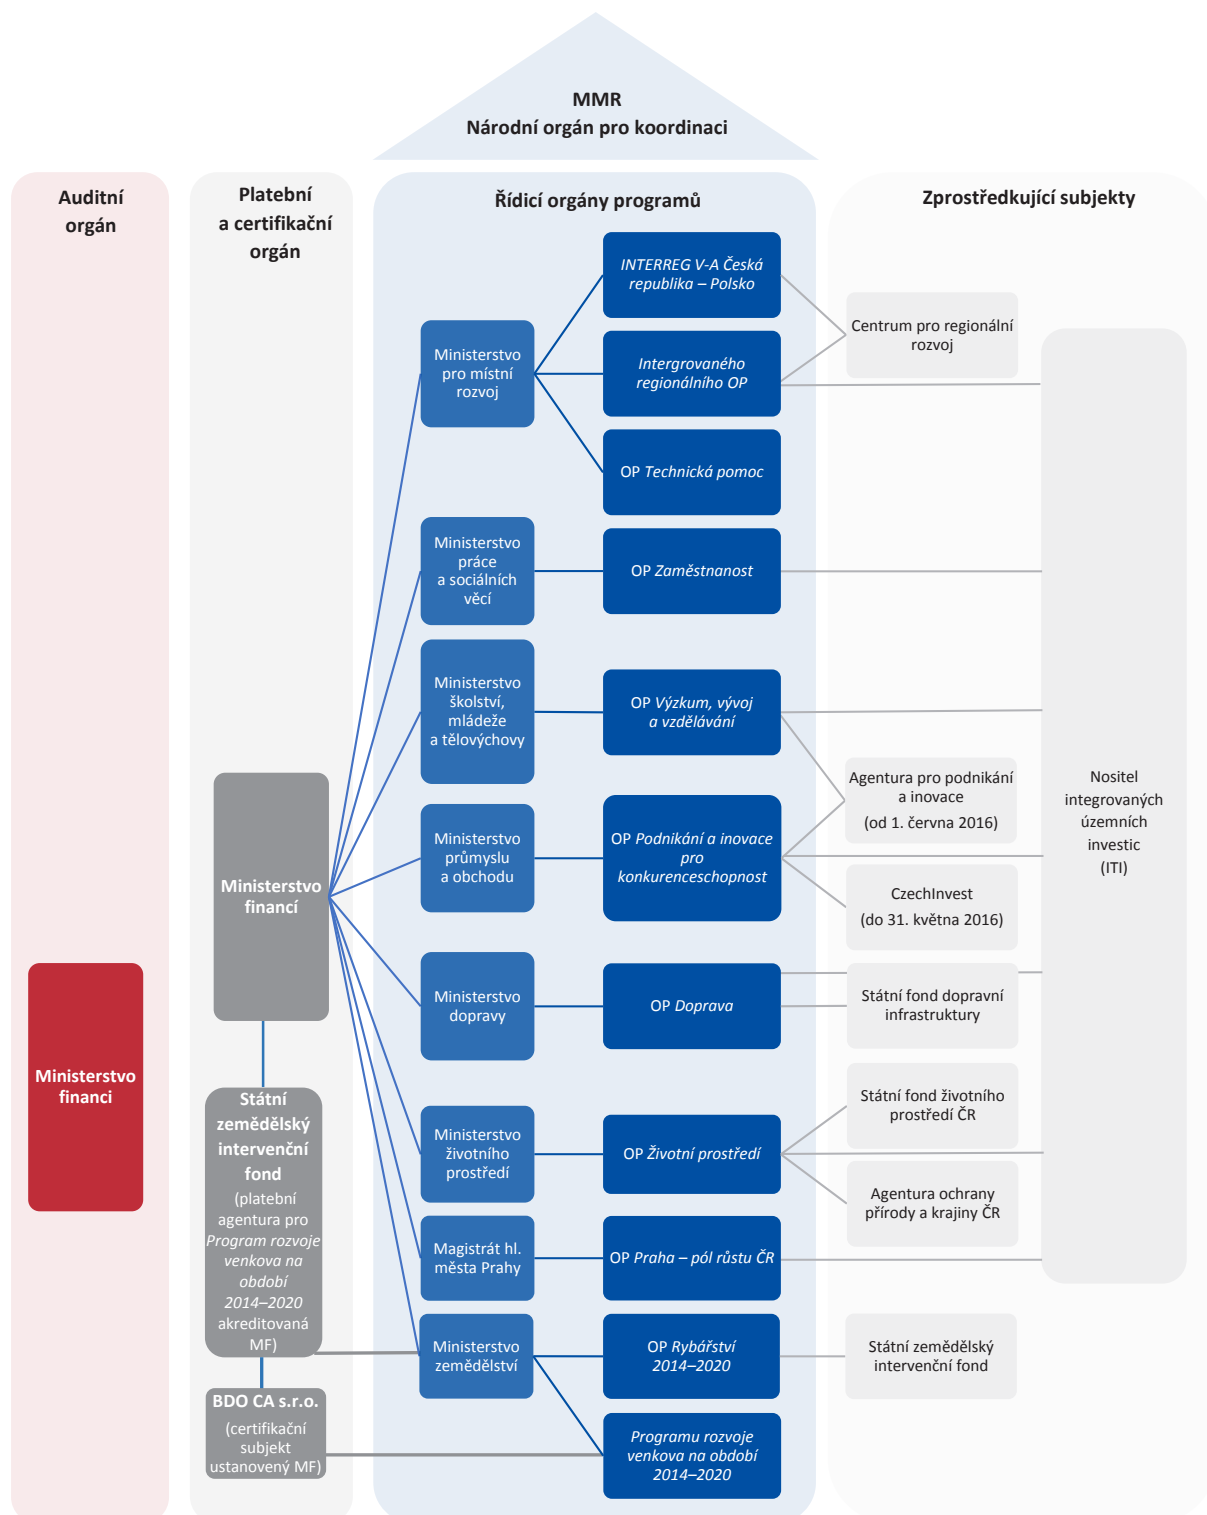 MMR
Národní orgán pro koordinaci
Auditní
orgán
Platební
a certifikační
orgán
Řídicí orgány programů
Zprostředkující subjekty
INTERREG V-A Česká
republika – Polsko
Centrum pro regionální
rozvoj
Ministerstvo
pro místní
rozvoj
Intergrovaného
regionálního OP
OP Technická pomoc
Ministerstvo
práce
a sociálních
věcí
OP Zaměstnanost
Ministerstvo
školství,
mládeže
a tělovýchovy
OP Výzkum, vývoj
a vzdělávání
Agentura pro podnikání
a inovace
(od 1. června 2016)
Nositel
integrovaných
územních
investic
(ITI)
Ministerstvo
průmyslu
a obchodu
OP Podnikání a inovace
pro
konkurenceschopnost
Ministerstvo
financí
CzechInvest
(do 31. května 2016)
Ministerstvo
dopravy
OP Doprava
Státní fond dopravní
infrastruktury
Ministerstvo
financi
Státní
zemědělský
intervenční
fond
(platební
agentura pro
Program rozvoje
venkova na
období
2014–2020
akreditovaná
MF)
Státní fond životního
prostředí ČR
Ministerstvo
životního
prostředí
OP Životní prostředí
Agentura ochrany
přírody a krajiny ČR
Magistrát hl.
města Prahy
OP Praha – pól růstu ČR
Ministerstvo
zemědělství
OP Rybářství
2014–2020
Státní zemědělský
intervenční fond
BDO CA s.r.o.
(certifikační
subjekt
ustanovený MF)
Programu rozvoje
venkova na období
2014–2020